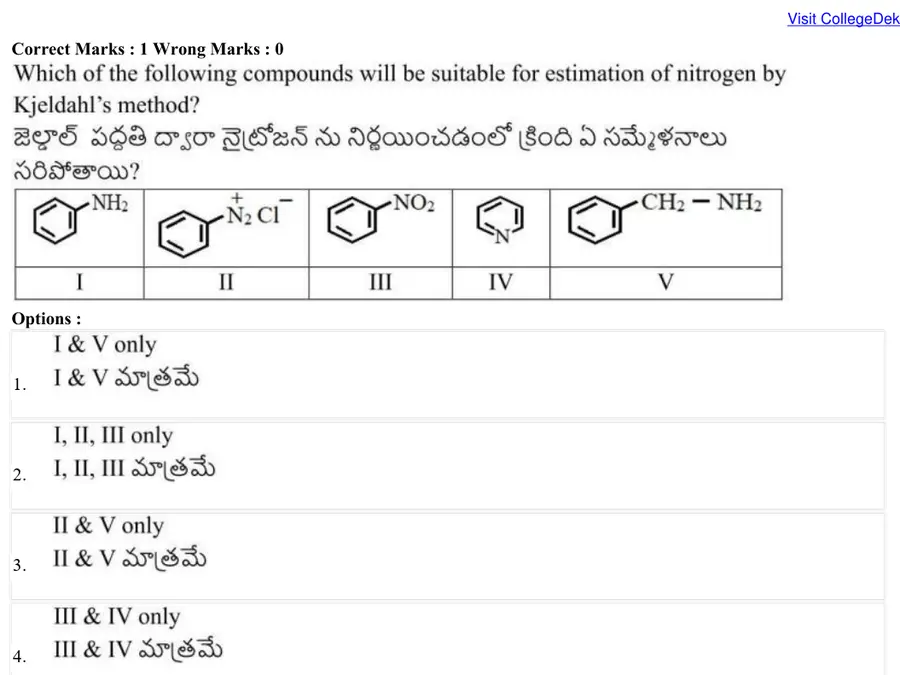 Visit CollegeDek
Correct Marks : 1 Wrong Marks : 0
Which of the following compounds will be suitable for estimation of nitrogen by
Kjeldahl’s method?
జెల్డాల్ పద్ధతి ద్వారా నైట్రోజన్ ను నిర్ణయించడంలో క్రింది ఏ సమ్మేళనాలు
సరిపోతాయి?
NH₂ N₂⁺ Cl⁻ NO₂ N CH₂ − NH₂
I II III IV V
Options :
I & V only
1. I & V మాత్రమే
I, II, III only
2. I, II, III మాత్రమే
II & V only
3. II & V మాత్రమే
III & IV only
4. III & IV మాత్రమే